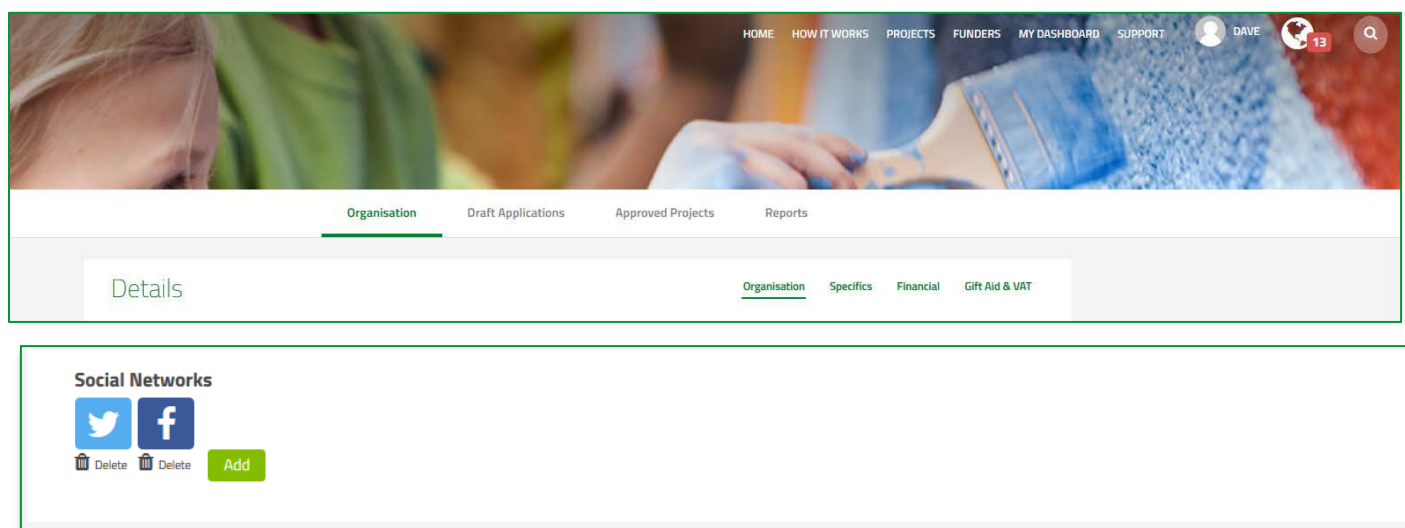 HOME HOW IT WORKS PROJECTS FUNDERS MY DASHBOARD SUPPORT DAVE 13
Organisation Draft Applications Approved Projects Reports
Details Organisation Specifics Financial Gift Aid & VAT
Social Networks
Delete Delete Add